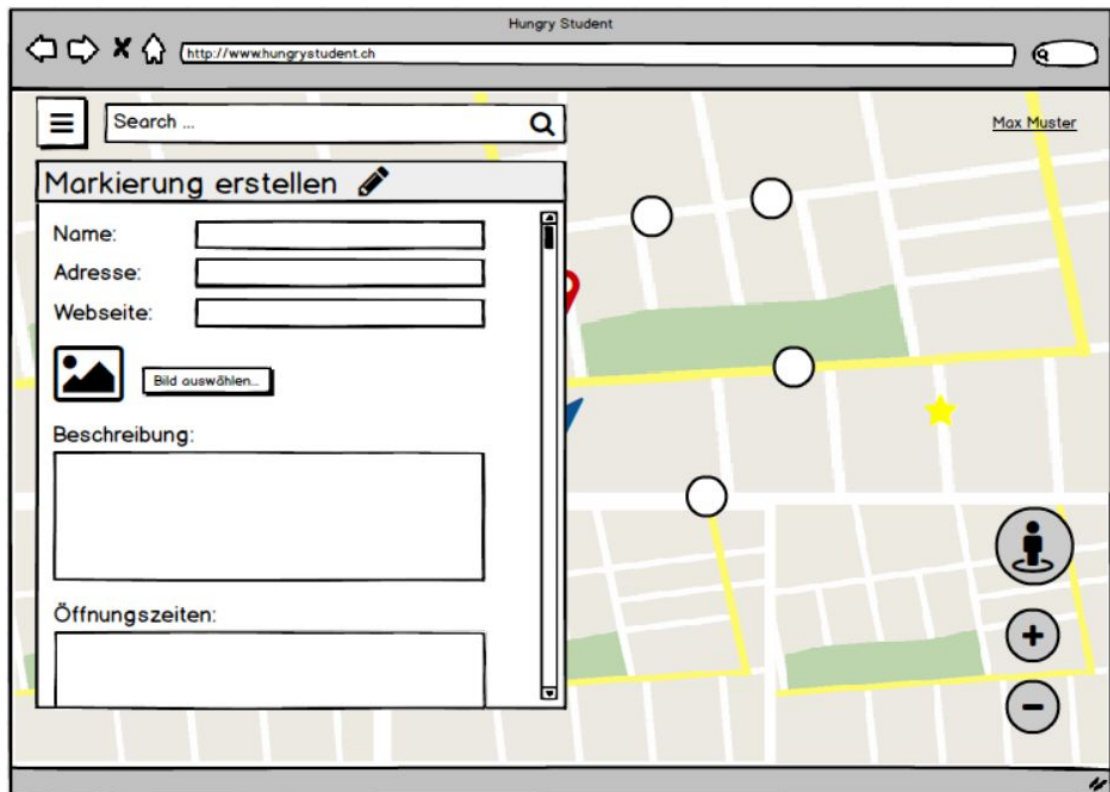 Hungry Student
http://www.hungrystudent.ch
Search ...
Max Muster
Markierung erstellen
Name:
Adresse:
Webseite:
Bild auswählen...
Beschreibung:
Öffnungszeiten: